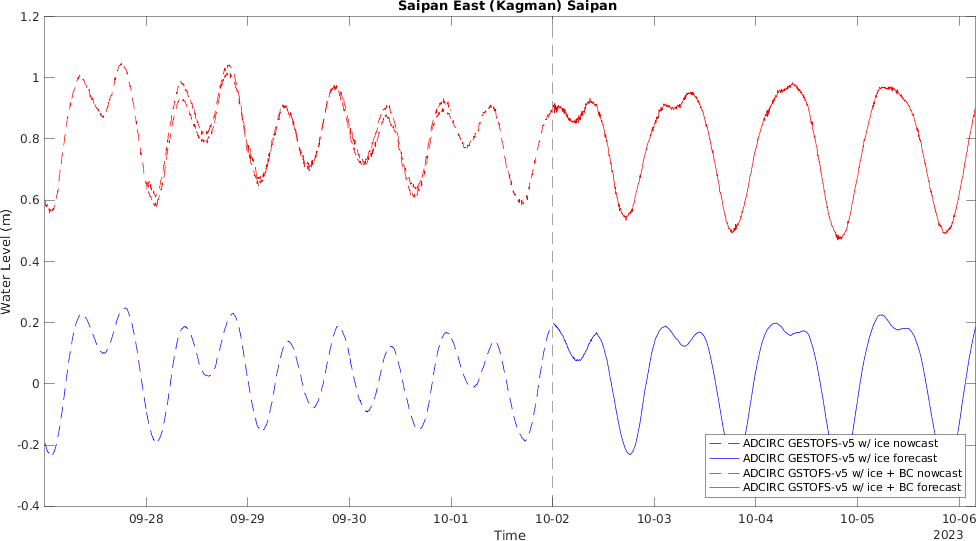 Saipan East (Kagman) Saipan
1.2
1
0.8
0.6
0.4
0.2
0
-0.2
-0.4
Water Level (m)
ADCIRC GESTOFS-v5 w/ ice nowcast
ADCIRC GESTOFS-v5 w/ ice forecast
ADCIRC GSTOFS-v5 w/ ice + BC nowcast
ADCIRC GSTOFS-v5 w/ ice + BC forecast
09-28 09-29 09-30 10-01 10-02 10-03 10-04 10-05 10-06
Time 2023